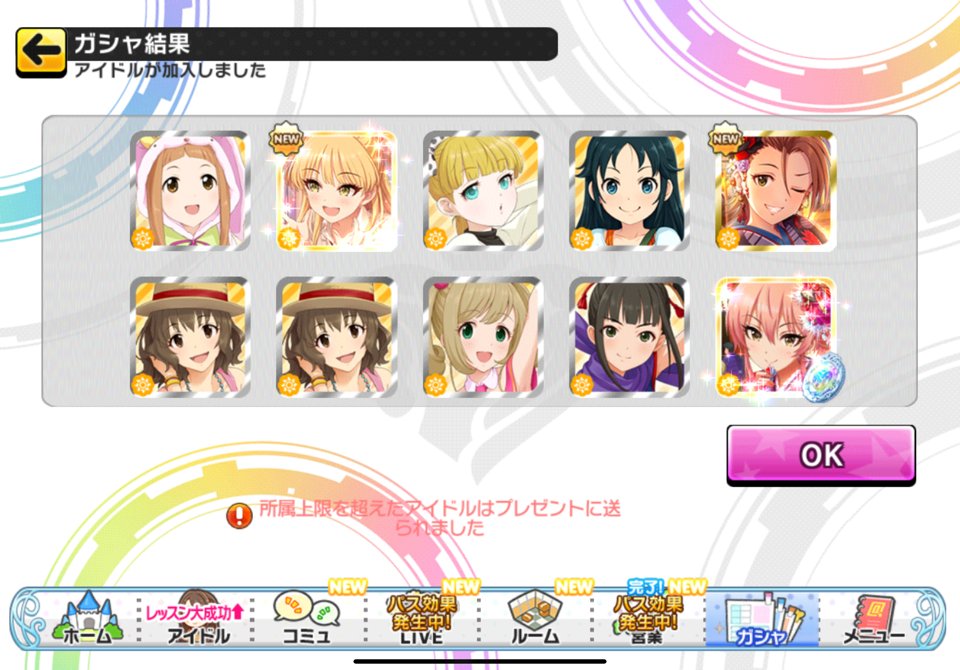 ガシャ結果
アイドルが加入しました
NEW
NEW
OK
所属上限を超えたアイドルはプレゼントに送
られました
NEW
NEW
NEW
完了!
NEW
ホーム
レッスン大成功↑
アイドル
コミュ
パス効果
発生中!
LIVE
ルーム
パス効果
発生中!
営業
ガシャ
メニュー